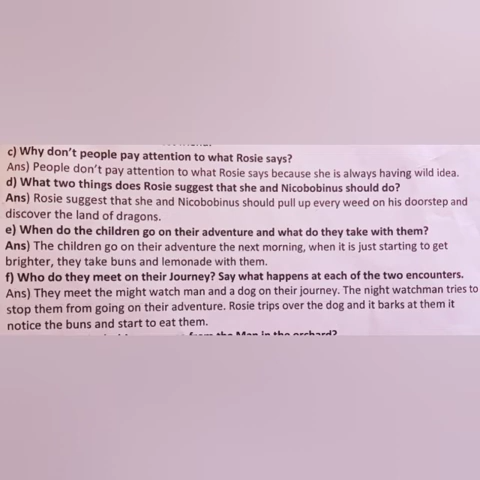 c) Why don't people pay attention to what Rosie says?
Ans) People don't pay attention to what Rosie says because she is always having wild idea.
d) What two things does Rosie suggest that she and Nicobobinus should do?
Ans) Rosie suggest that she and Nicobobinus should pull up every weed on his doorstep and
discover the land of dragons.
e) When do the children go on their adventure and what do they take with them?
Ans) The children go on their adventure the next morning, when it is just starting to get
brighter, they take buns and lemonade with them.
f) Who do they meet on their Journey? Say what happens at each of the two encounters.
Ans) They meet the might watch man and a dog on their journey. The night watchman tries to
stop them from going on their adventure. Rosie trips over the dog and it barks at them it
notice the buns and start to eat them.
from the Man in the orchard?